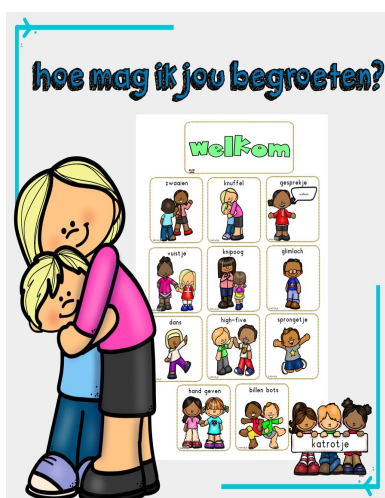 hoe mag ik jou begroeten?
welkom
zwaaien knuffel gesprekje
vuistje knipoog glimlach
dans high-five sprongetje
hand geven billen bots
katrotje